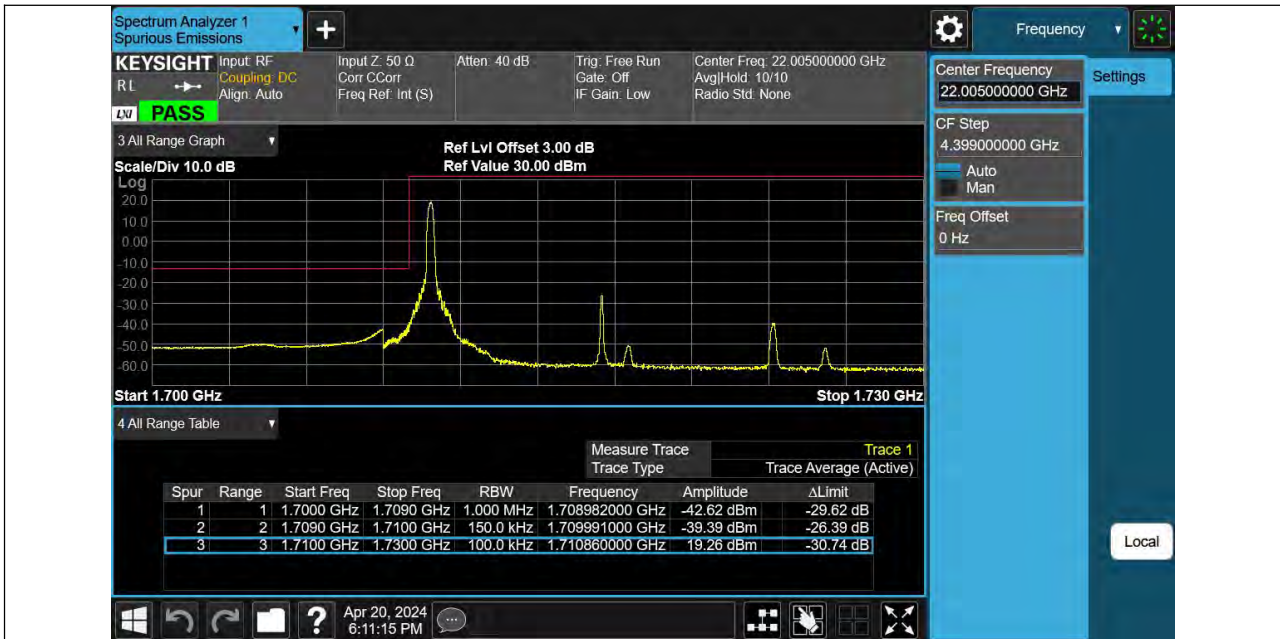 Spectrum Analyzer 1
Spurious Emissions
+
Frequency
KEYSIGHT
RL
LXI PASS
Input: RF
Coupling: DC
Align: Auto
Input Z: 50 Ω
Corr CCorr
Freq Ref: Int (S)
Atten: 40 dB
Trig: Free Run
Gate: Off
IF Gain: Low
Center Freq: 22.005000000 GHz
Avg|Hold: 10/10
Radio Std: None
Center Frequency
22.005000000 GHz
Settings
CF Step
4.399000000 GHz
Auto
Man
Freq Offset
0 Hz
Local
3 All Range Graph
Scale/Div 10.0 dB
Ref Lvl Offset 3.00 dB
Ref Value 30.00 dBm
Log
20.0
10.0
0.00
-10.0
-20.0
-30.0
-40.0
-50.0
-60.0
Start 1.700 GHz
Stop 1.730 GHz
4 All Range Table
Measure Trace Trace 1
Trace Type Trace Average (Active)
Spur Range Start Freq Stop Freq RBW Frequency Amplitude ΔLimit
1 1 1.7000 GHz 1.7090 GHz 1.000 MHz 1.708982000 GHz -42.62 dBm -29.62 dB
2 2 1.7090 GHz 1.7100 GHz 150.0 kHz 1.709991000 GHz -39.39 dBm -26.39 dB
3 3 1.7100 GHz 1.7300 GHz 100.0 kHz 1.710860000 GHz 19.26 dBm -30.74 dB
?
Apr 20, 2024
6:11:15 PM